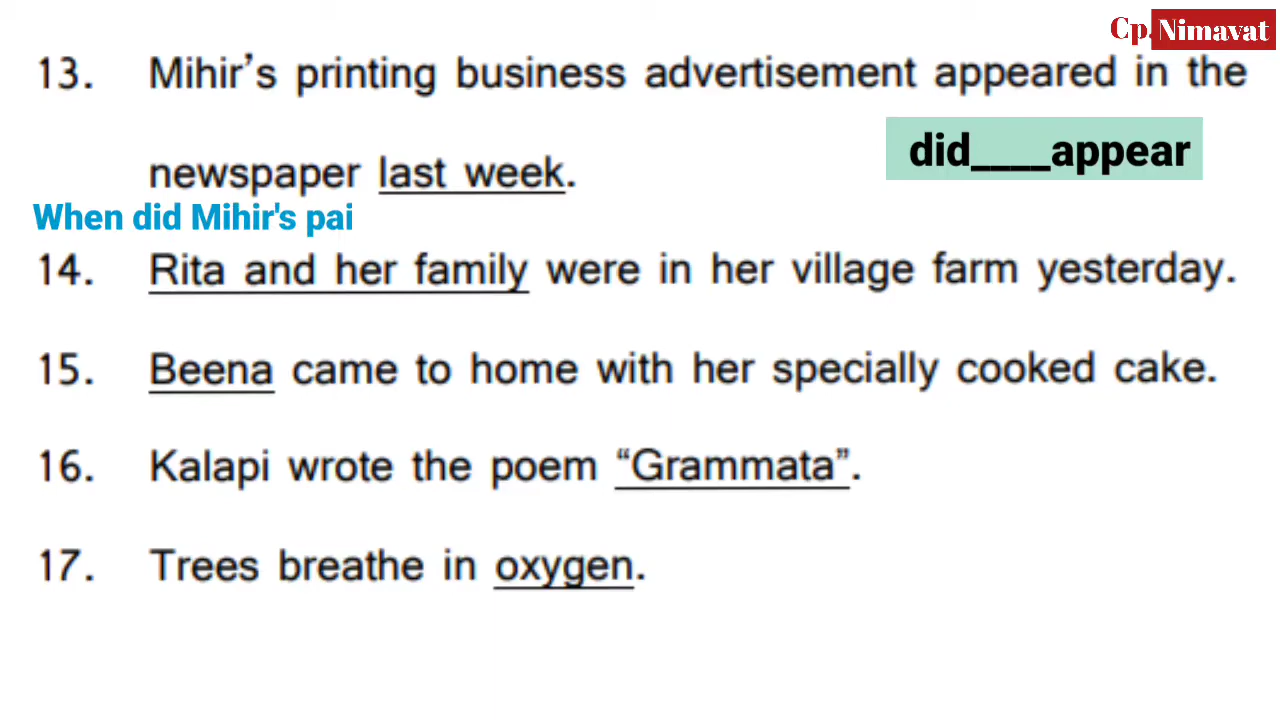 Cp. Nimavat
13. Mihir's printing business advertisement appeared in the
did____appear
newspaper last week.
When did Mihir's pai
14. Rita and her family were in her village farm yesterday.
15. Beena came to home with her specially cooked cake.
16. Kalapi wrote the poem “Grammata”.
17. Trees breathe in oxygen.